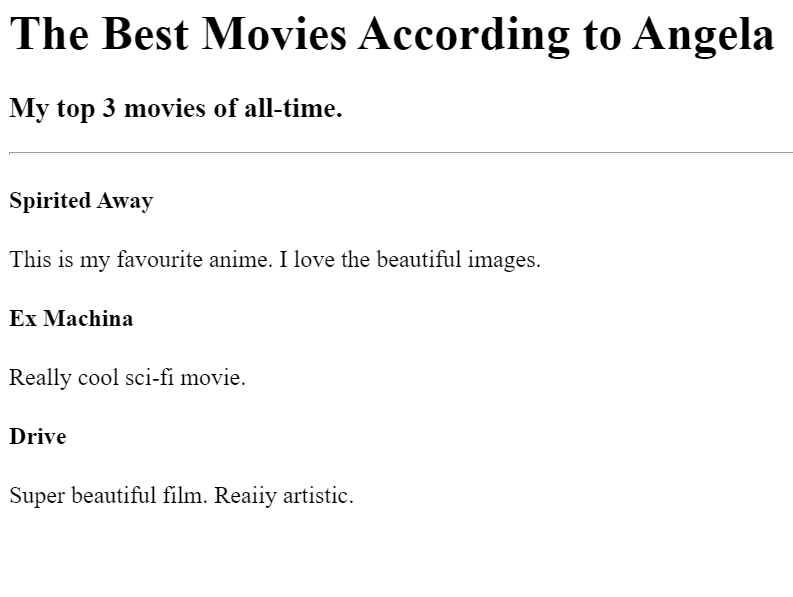 The Best Movies According to Angela
My top 3 movies of all-time.
Spirited Away
This is my favourite anime. I love the beautiful images.
Ex Machina
Really cool sci-fi movie.
Drive
Super beautiful film. Reaiiy artistic.